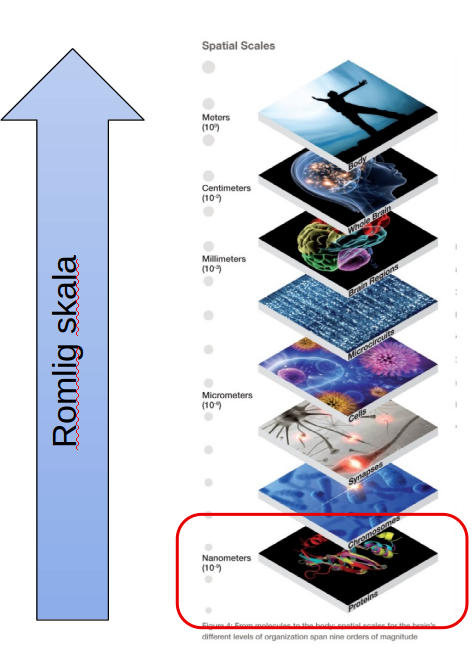 Spatial Scales
Meters
(10⁰)
Body
Centimeters
(10⁻²)
Whole Brain
Millimeters
(10⁻³)
Brain Regions
Microcircuits
Micrometers
(10⁻⁶)
Cells
Synapses
Chromosomes
Nanometers
(10⁻⁹)
Proteins
Romlig skala
Figure 4: From molecules to the body: spatial scales for the brain's
different levels of organization span nine orders of magnitude